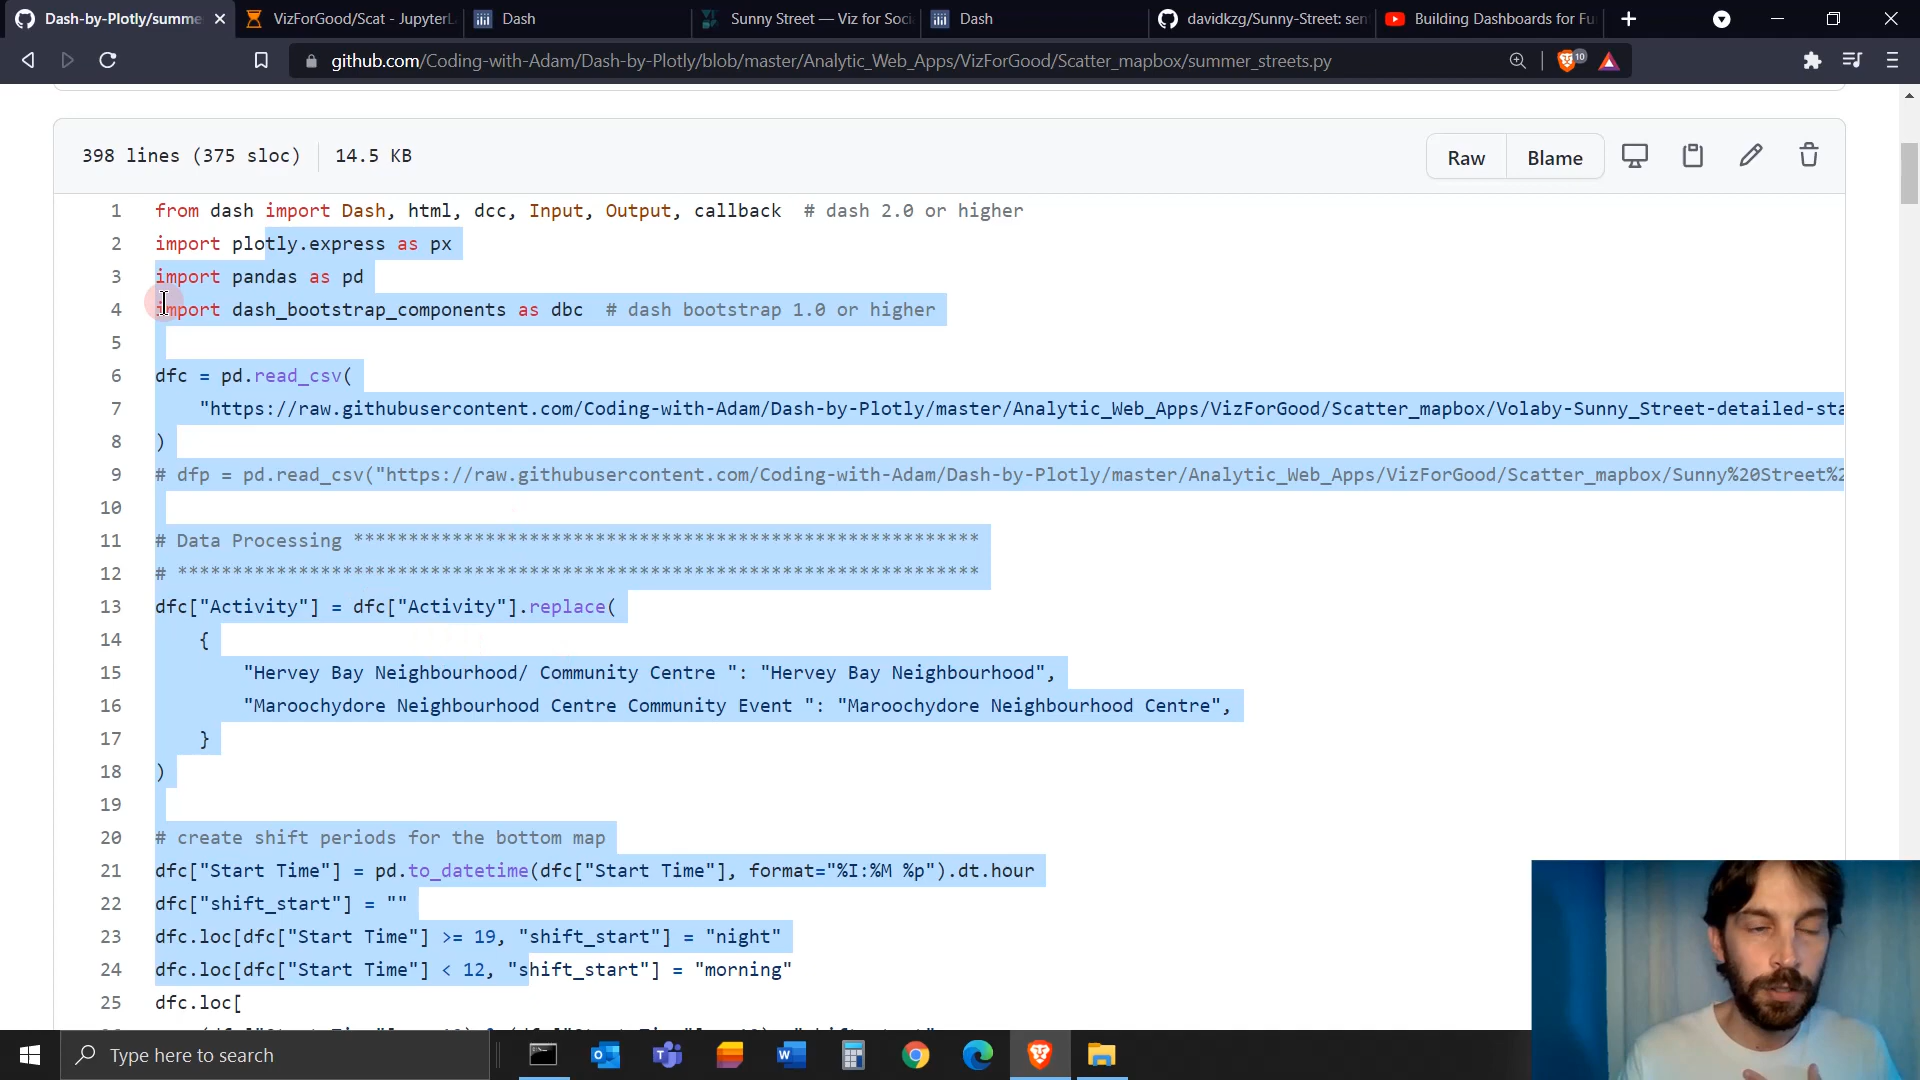 Dash-by-Plotly/summe
VizForGood/Scat - JupyterL
Dash
Sunny Street — Viz for Soci
Dash
davidkzg/Sunny-Street: sen
Building Dashboards for Fu
github.com/Coding-with-Adam/Dash-by-Plotly/blob/master/Analytic_Web_Apps/VizForGood/Scatter_mapbox/summer_streets.py
10
398 lines (375 sloc)
14.5 KB
Raw
Blame
1 from dash import Dash, html, dcc, Input, Output, callback  # dash 2.0 or higher
2 import plotly.express as px
3 import pandas as pd
4 import dash_bootstrap_components as dbc  # dash bootstrap 1.0 or higher
5
6 dfc = pd.read_csv(
7     "https://raw.githubusercontent.com/Coding-with-Adam/Dash-by-Plotly/master/Analytic_Web_Apps/VizForGood/Scatter_mapbox/Volaby-Sunny_Street-detailed-sta
8 )
9 # dfp = pd.read_csv("https://raw.githubusercontent.com/Coding-with-Adam/Dash-by-Plotly/master/Analytic_Web_Apps/VizForGood/Scatter_mapbox/Sunny%20Street%2
10
11 # Data Processing *********************************************************
12 # *************************************************************************
13 dfc["Activity"] = dfc["Activity"].replace(
14     {
15         "Hervey Bay Neighbourhood/ Community Centre ": "Hervey Bay Neighbourhood",
16         "Maroochydore Neighbourhood Centre Community Event ": "Maroochydore Neighbourhood Centre",
17     }
18 )
19
20 # create shift periods for the bottom map
21 dfc["Start Time"] = pd.to_datetime(dfc["Start Time"], format="%I:%M %p").dt.hour
22 dfc["shift_start"] = ""
23 dfc.loc[dfc["Start Time"] >= 19, "shift_start"] = "night"
24 dfc.loc[dfc["Start Time"] < 12, "shift_start"] = "morning"
25 dfc.loc[
Type here to search